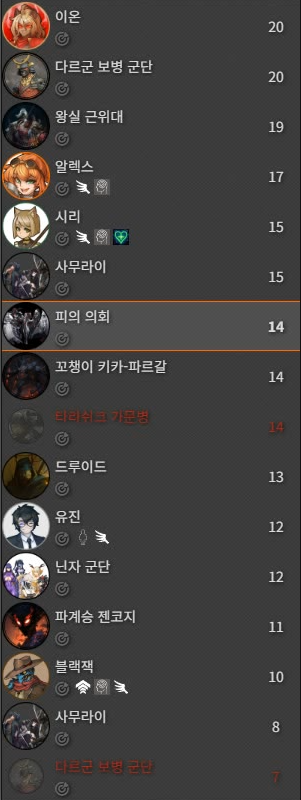 이온 20
다르군 보병 군단 20
왕실 근위대 19
알렉스 17
시리 15
사무라이 15
피의 의회 14
꼬챙이 키카-파르갈 14
티라쉬크 기문병 14
드루이드 13
유진 12
닌자 군단 12
파계승 젠코지 11
블랙잭 10
사무라이 8
다르군 보병 군단 7